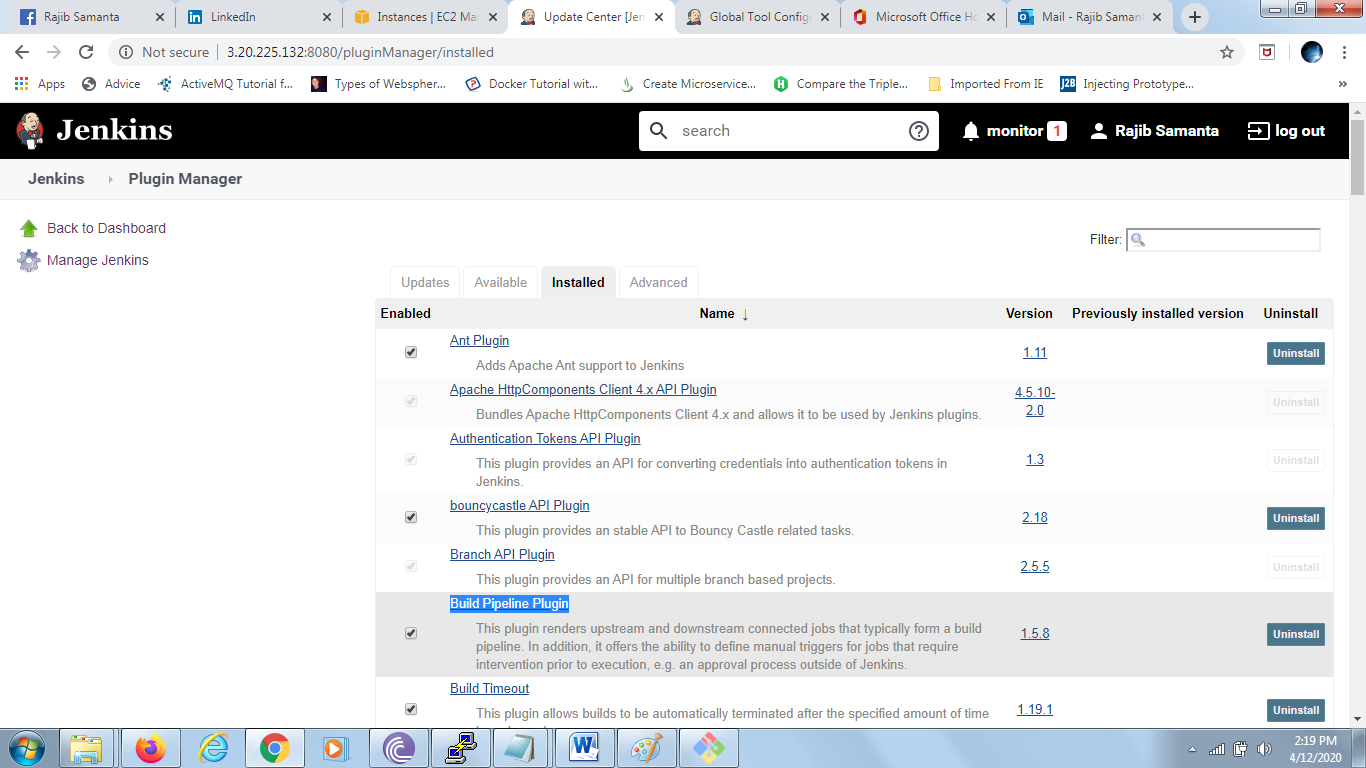 Rajib Samanta
LinkedIn
Instances | EC2 Ma
Update Center [Jen
Global Tool Config
Microsoft Office Ho
Mail - Rajib Samant
Not secure | 3.20.225.132:8080/pluginManager/installed
Apps
Advice
ActiveMQ Tutorial f...
Types of Webspher...
Docker Tutorial wit...
Create Microservice...
Compare the Triple...
Imported From IE
J2B
Injecting Prototype...
»
Jenkins
search
monitor 1
Rajib Samanta
log out
Jenkins
Plugin Manager
Back to Dashboard
Manage Jenkins
Filter:
Updates
Available
Installed
Advanced
Enabled
Name ↓
Version
Previously installed version
Uninstall
Ant Plugin
Adds Apache Ant support to Jenkins
1.11
Uninstall
Apache HttpComponents Client 4.x API Plugin
Bundles Apache HttpComponents Client 4.x and allows it to be used by Jenkins plugins.
4.5.10-
2.0
Uninstall
Authentication Tokens API Plugin
This plugin provides an API for converting credentials into authentication tokens in
Jenkins.
1.3
Uninstall
bouncycastle API Plugin
This plugin provides an stable API to Bouncy Castle related tasks.
2.18
Uninstall
Branch API Plugin
This plugin provides an API for multiple branch based projects.
2.5.5
Uninstall
Build Pipeline Plugin
This plugin renders upstream and downstream connected jobs that typically form a build
pipeline. In addition, it offers the ability to define manual triggers for jobs that require
intervention prior to execution, e.g. an approval process outside of Jenkins.
1.5.8
Uninstall
Build Timeout
This plugin allows builds to be automatically terminated after the specified amount of time
1.19.1
Uninstall
2:19 PM
4/12/2020